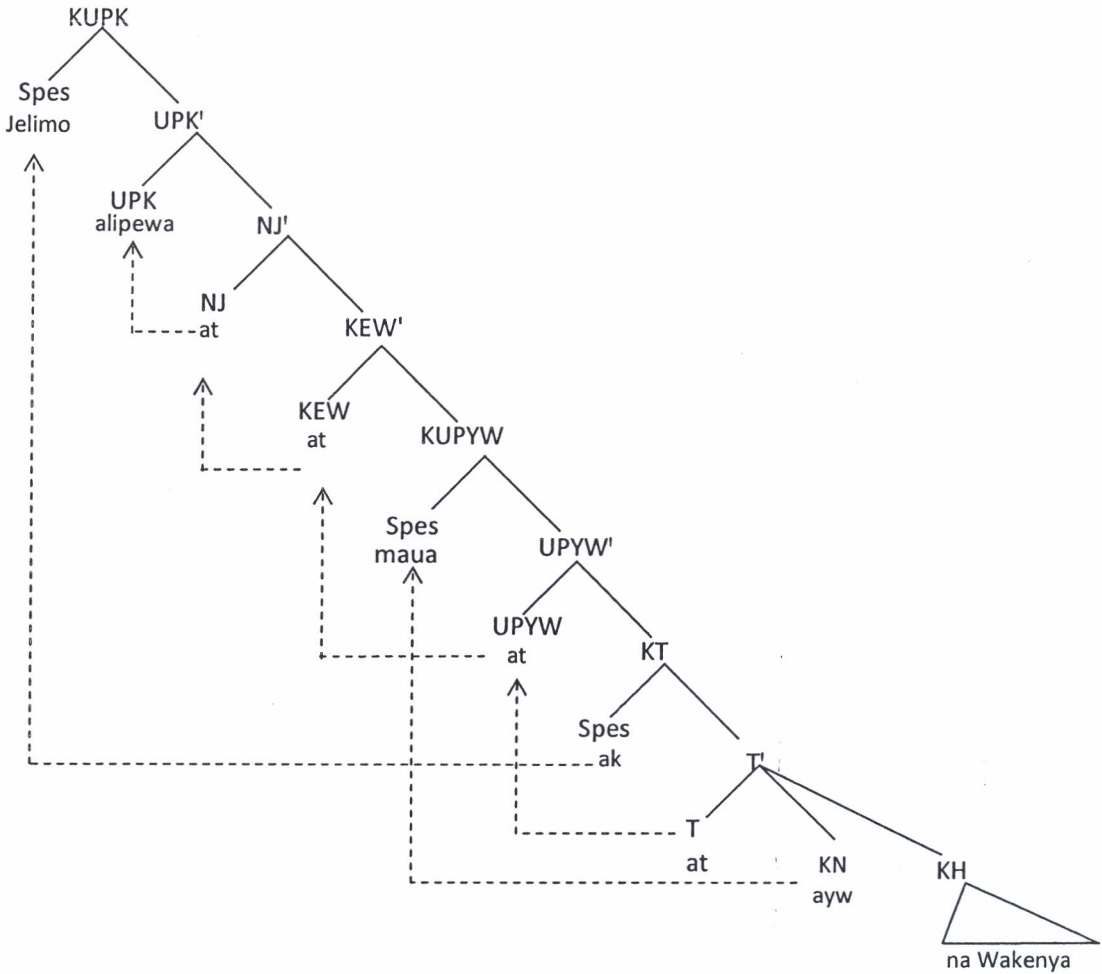 KUPK
Spes
Jelimo
UPK'
UPK
alipewa
NJ'
NJ
at
KEW'
KEW
at
KUPYW
Spes
maua
UPYW'
UPYW
at
KT
Spes
ak
T'
T
at
KN
ayw
KH
na Wakenya